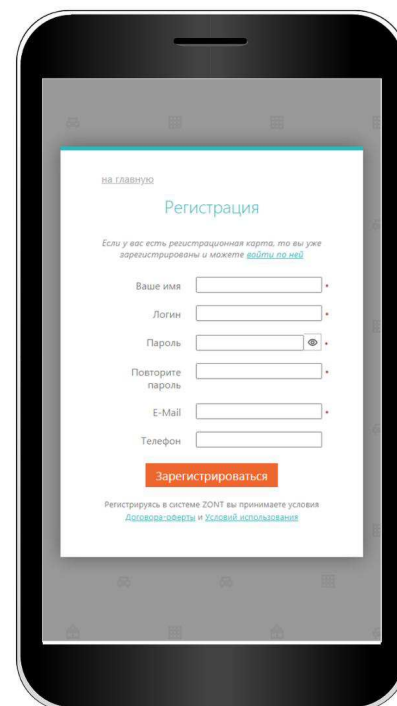 на главную
Регистрация
Если у вас есть регистрационная карта, то вы уже
зарегистрированы и можете войти по ней
Ваше имя *
Логин *
Пароль *
Повторите *
пароль
E-Mail *
Телефон
Зарегистрироваться
Регистрируясь в системе ZONT вы принимаете условия
Договора-оферты и Условий использования